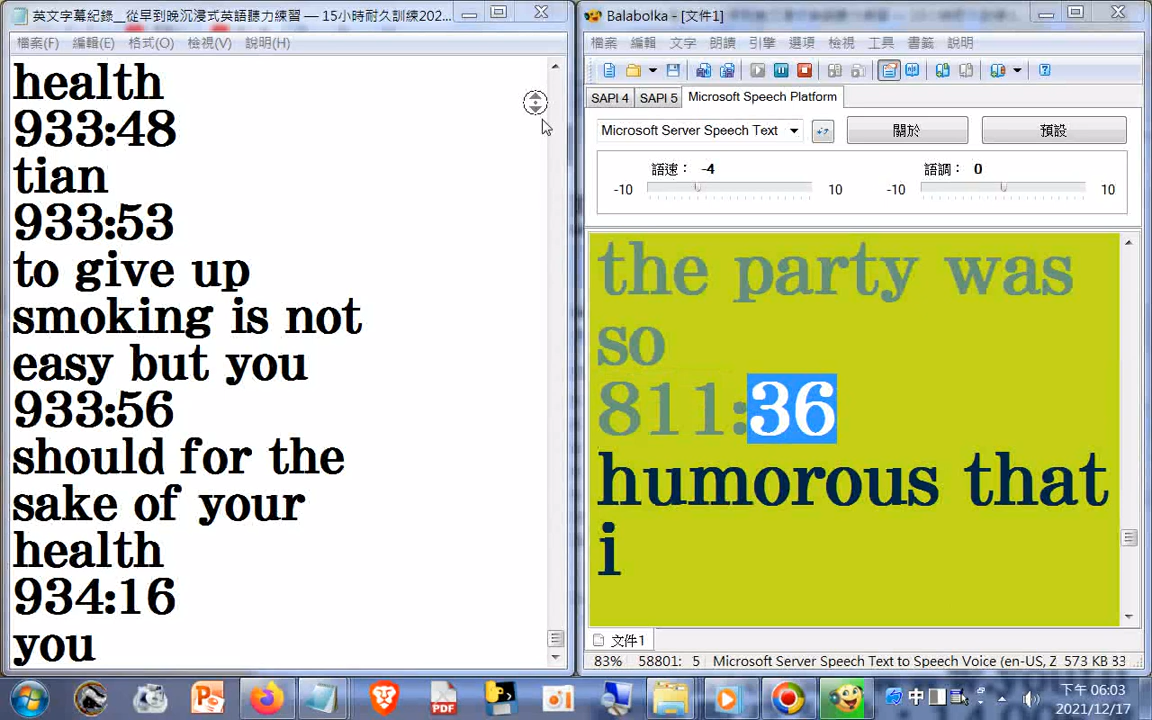 英文字幕紀錄__從早到晚沉浸式英語聽力練習 — 15小時耐久訓練202...
檔案(F) 編輯(E) 格式(O) 檢視(V) 說明(H)
health
933:48
tian
933:53
to give up
smoking is not
easy but you
933:56
should for the
sake of your
health
934:16
you
Balabolka - [文件1]
檔案 編輯 文字 朗讀 引擎 選項 檢視 工具 書籤 說明
SAPI 4 SAPI 5 Microsoft Speech Platform
Microsoft Server Speech Text 關於 預設
語速： -4 語調： 0
-10 10 -10 10
the party was
so
811:36
humorous that
i
文件1
83% 58801: 5 Microsoft Server Speech Text to Speech Voice (en-US, Z 573 KB 33
PDF
中
下午 06:03
2021/12/17